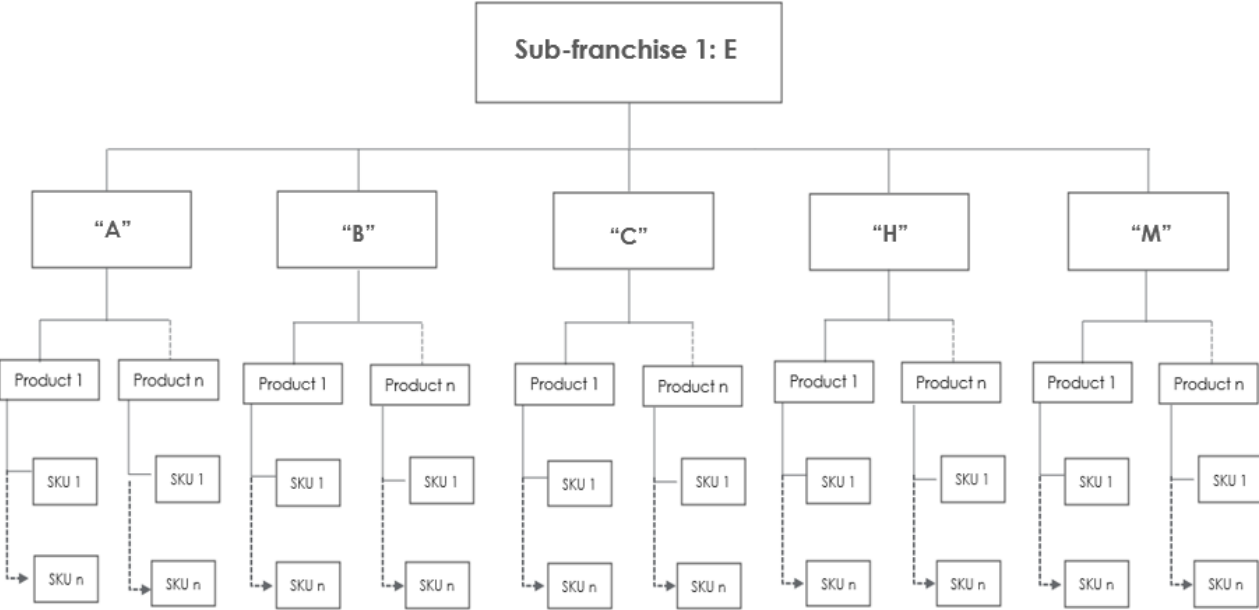 Sub-franchise 1: E
“A”
“B”
“C”
“H”
“M”
Product 1
Product n
Product 1
Product n
Product 1
Product n
Product 1
Product n
Product 1
Product n
SKU 1
SKU 1
SKU 1
SKU 1
SKU 1
SKU 1
SKU 1
SKU 1
SKU 1
SKU 1
SKU n
SKU n
SKU n
SKU n
SKU n
SKU n
SKU n
SKU n
SKU n
SKU n